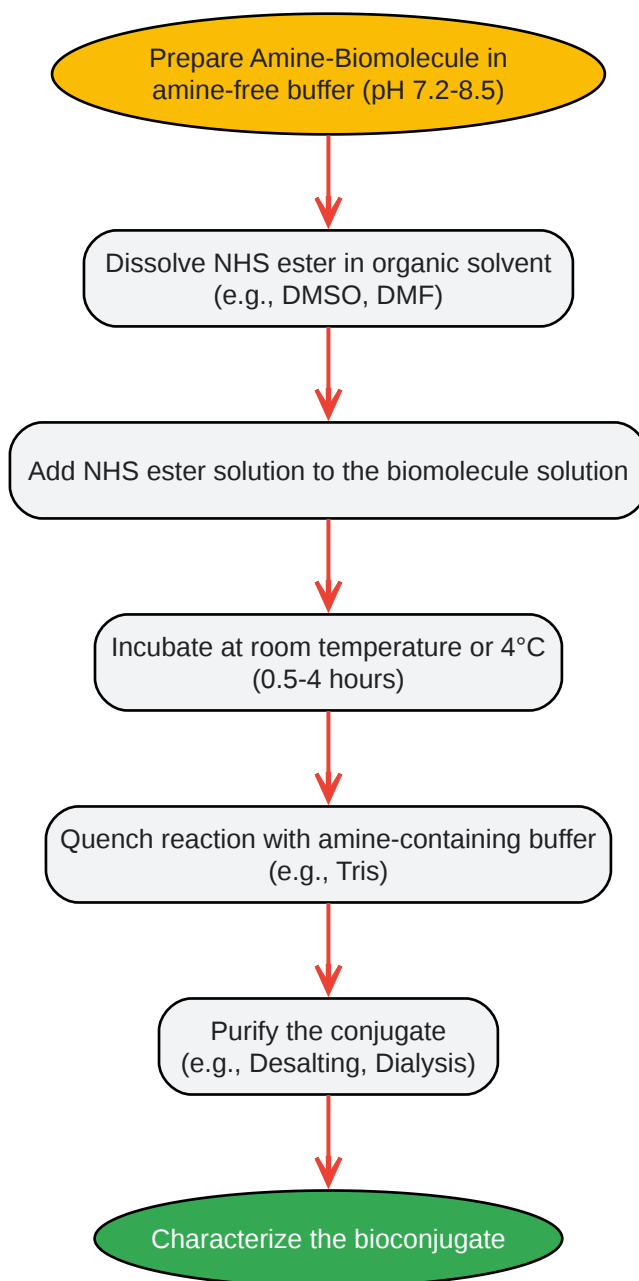 Prepare Amine-Biomolecule in
amine-free buffer (pH 7.2-8.5)
Dissolve NHS ester in organic solvent
(e.g., DMSO, DMF)
Add NHS ester solution to the biomolecule solution
Incubate at room temperature or 4°C
(0.5-4 hours)
Quench reaction with amine-containing buffer
(e.g., Tris)
Purify the conjugate
(e.g., Desalting, Dialysis)
Characterize the bioconjugate